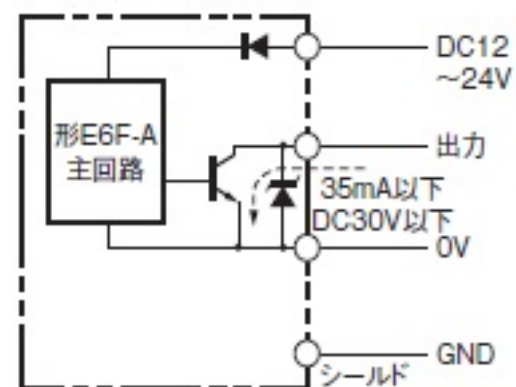 DC12
~24V
形E6F-A
主回路
出力
35mA以下
DC30V以下
0V
GND
シールド